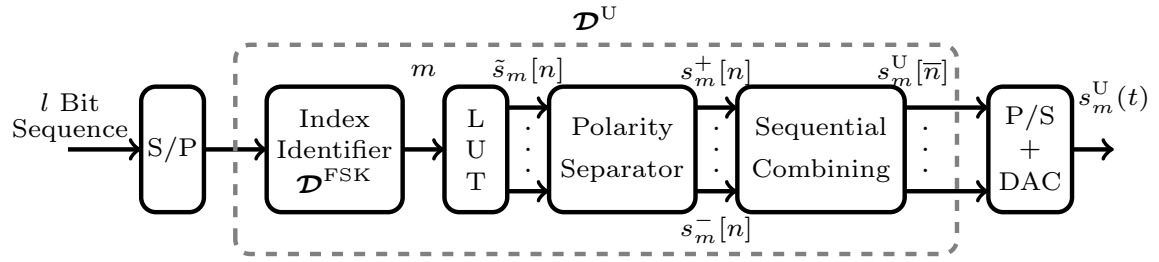 𝓓^U
l Bit
Sequence
S/P
Index
Identifier
𝓓^FSK
m
L
U
T
s̃_m[n]
Polarity
Separator
s_m^+[n]
s_m^-[n]
Sequential
Combining
s_m^U[n̅]
P/S
+
DAC
s_m^U(t)